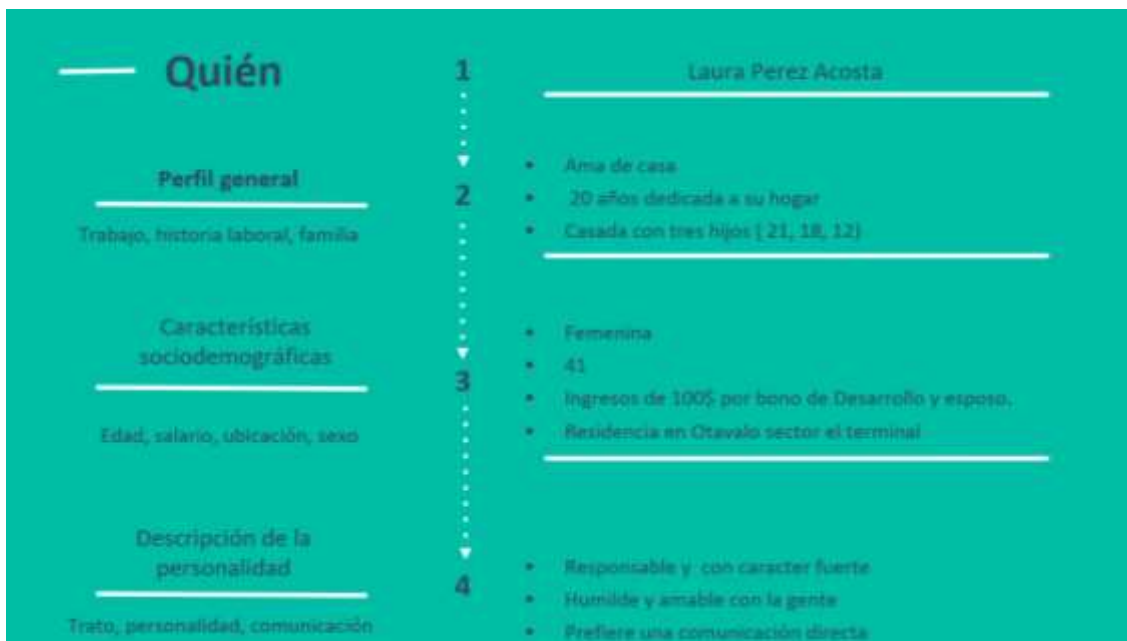 Quién
1
Laura Perez Acosta
Perfil general
2
Trabajo, historia laboral, familia
Ama de casa
20 años dedicada a su hogar
Casada con tres hijos ( 21, 18, 12)
Características
sociodemográficas
3
Edad, salario, ubicación, sexo
Femenina
41
Ingresos de 100$ por bono de Desarrollo y esposo.
Residencia en Otavalo sector el terminal
Descripción de la
personalidad
4
Trato, personalidad, comunicación
Responsable y con caracter fuerte
Humilde y amable con la gente
Prefiere una comunicación directa